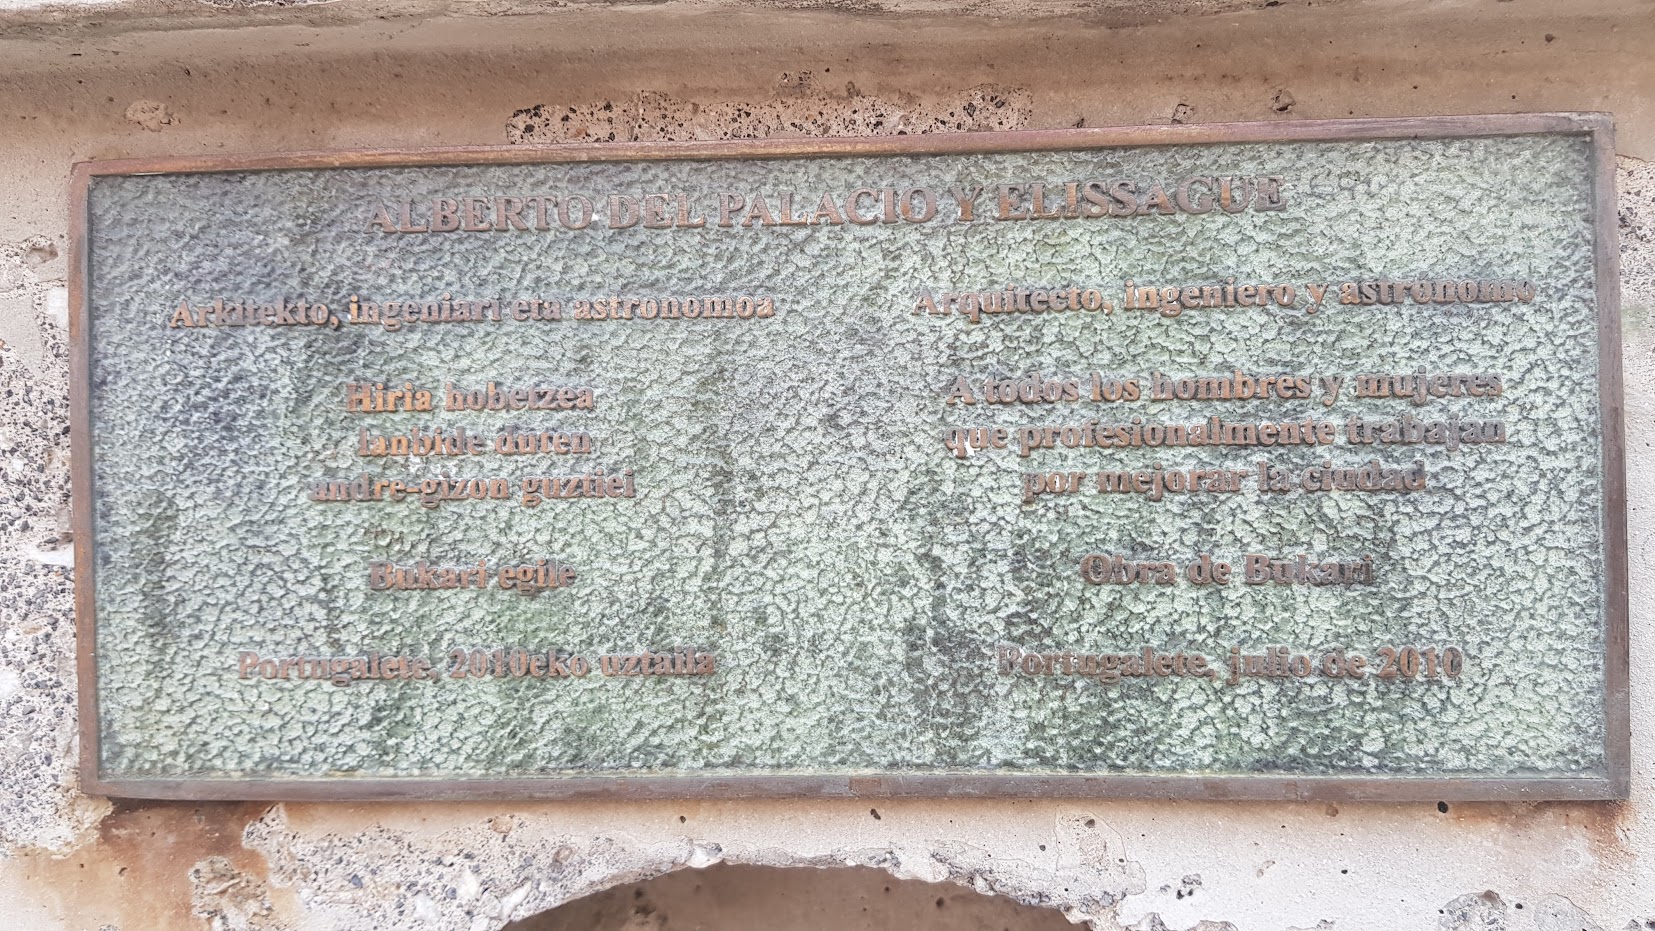 ALBERTO DEL PALACIO Y ELISSAGUE
Arkitekto, ingeniari eta astronomoa
Hiria hobetzea
lanbide duten
andre-gizon guztiei
Bukari egile
Portugalete, 2010eko uztaila
Arquitecto, ingeniero y astronomo
A todos los hombres y mujeres
que profesionalmente trabajan
por mejorar la ciudad
Obra de Bukari
Portugalete, julio de 2010